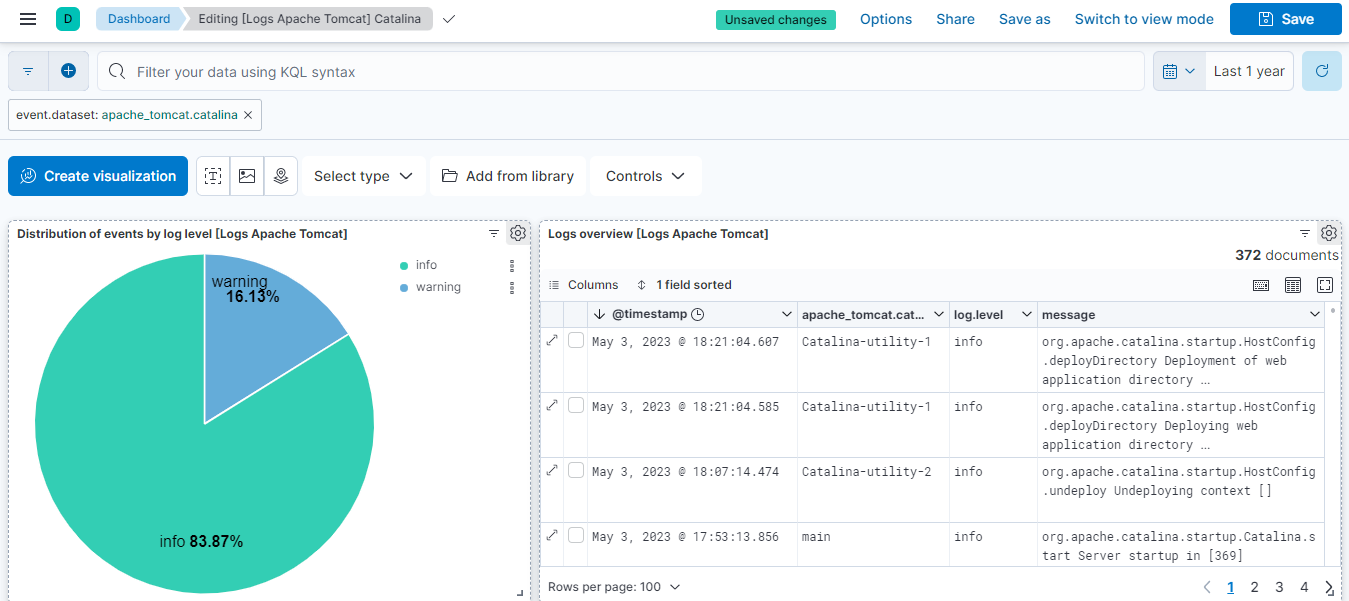 D Dashboard Editing [Logs Apache Tomcat] Catalina Unsaved changes Options Share Save as Switch to view mode Save
Filter your data using KQL syntax Last 1 year
event.dataset: apache_tomcat.catalina ×
Create visualization Select type Add from library Controls
Distribution of events by log level [Logs Apache Tomcat]
info
warning
warning
16.13%
info 83.87%
Logs overview [Logs Apache Tomcat]
372 documents
Columns 1 field sorted
@timestamp apache_tomcat.cat... log.level message
May 3, 2023 @ 18:21:04.607 Catalina-utility-1 info org.apache.catalina.startup.HostConfig
.deployDirectory Deployment of web
application directory ...
May 3, 2023 @ 18:21:04.585 Catalina-utility-1 info org.apache.catalina.startup.HostConfig
.deployDirectory Deploying web
application directory ...
May 3, 2023 @ 18:07:14.474 Catalina-utility-2 info org.apache.catalina.startup.HostConfig
.undeploy Undeploying context []
May 3, 2023 @ 17:53:13.856 main info org.apache.catalina.startup.Catalina.s
tart Server startup in [369]
Rows per page: 100 1 2 3 4